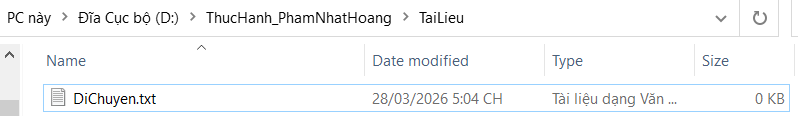 PC này > Đĩa Cục bộ (D:) > ThucHanh_PhamNhatHoang > TaiLieu
Name Date modified Type Size
DiChuyen.txt 28/03/2026 5:04 CH Tài liệu dạng Văn ... 0 KB